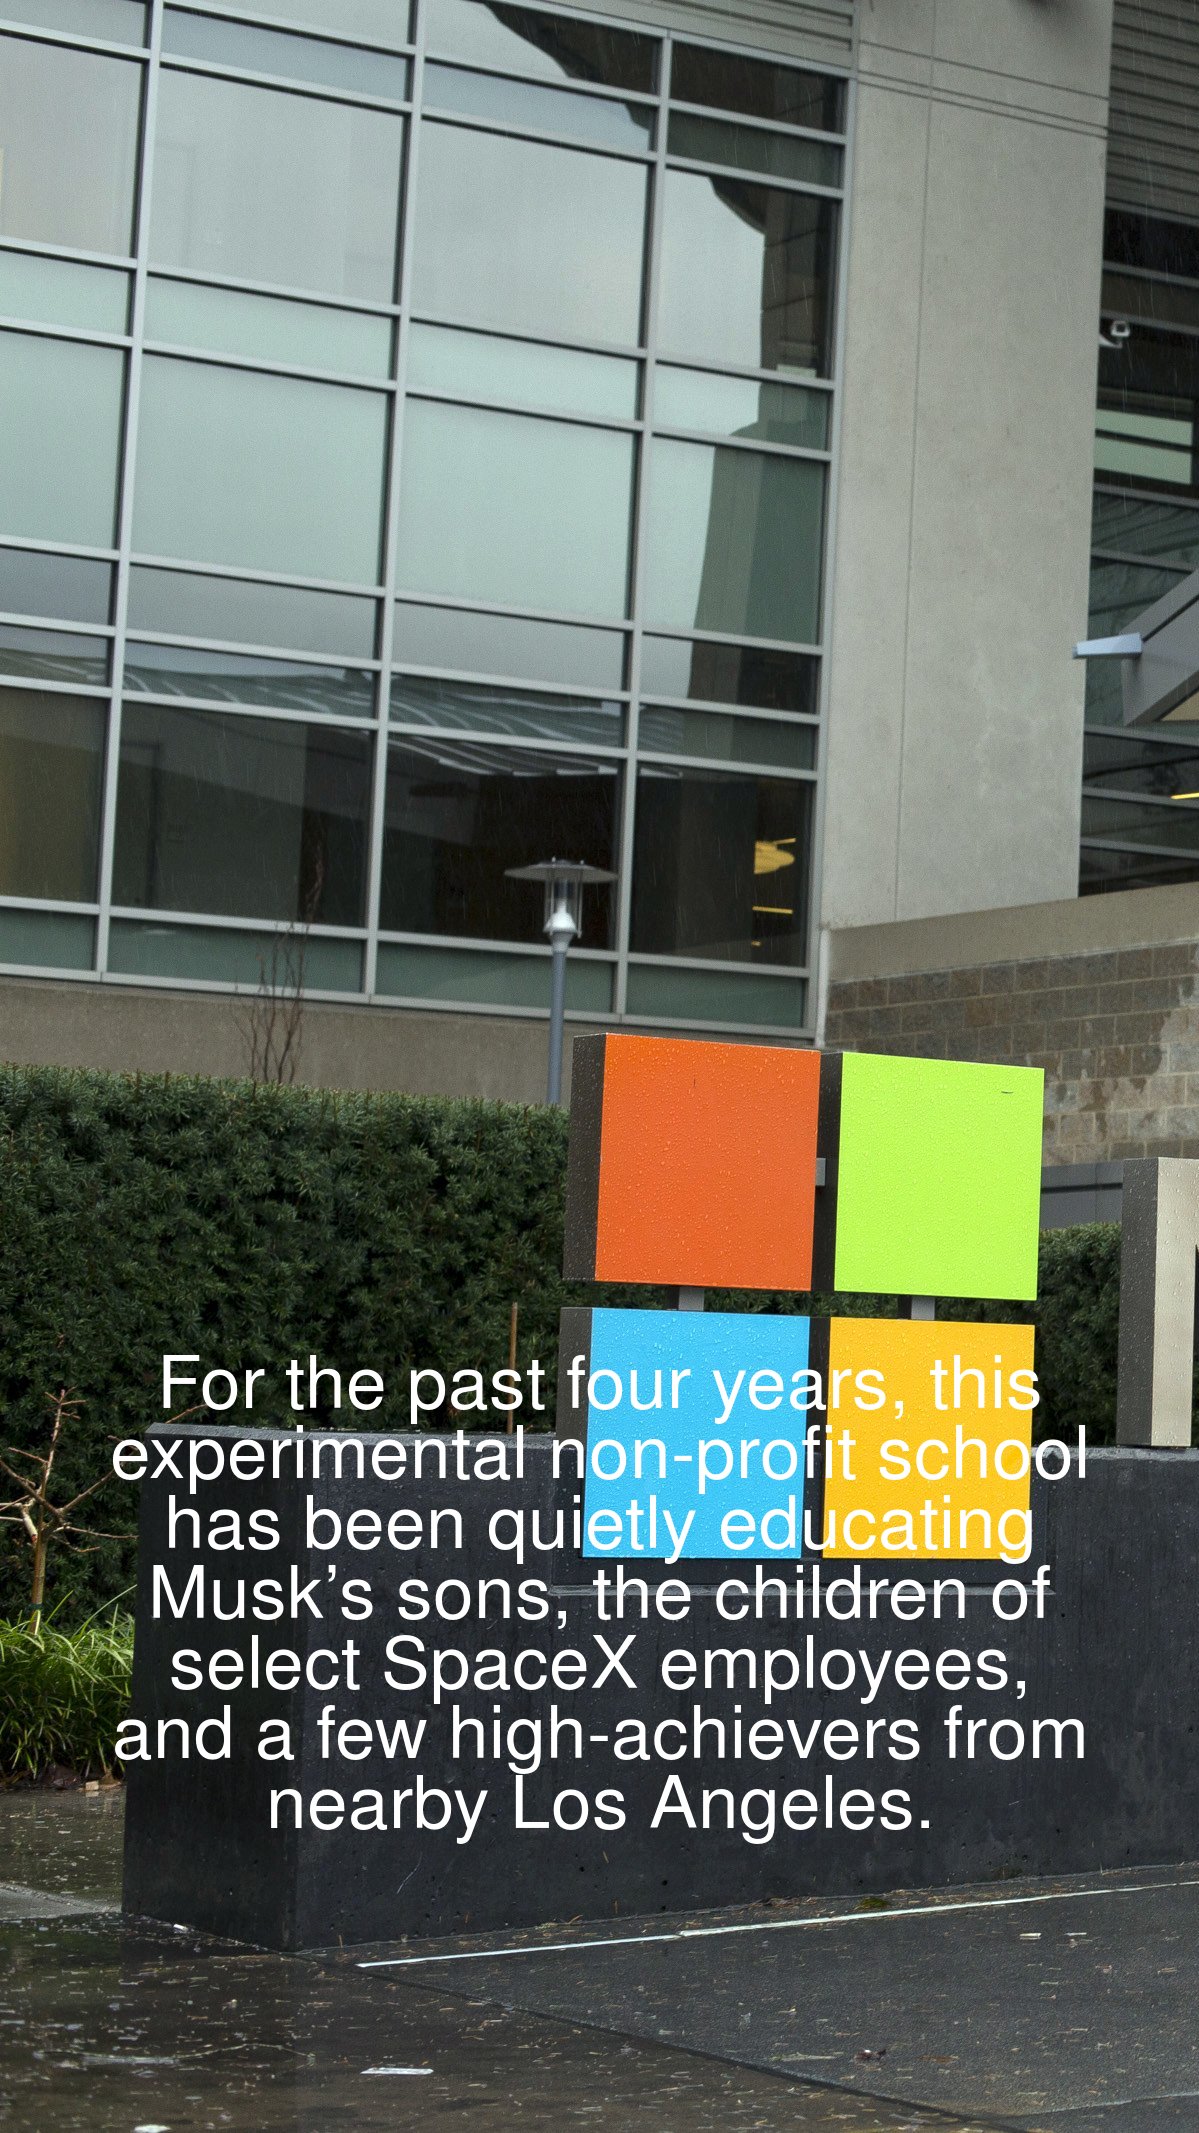 For the past four years, this
experimental non-profit school
has been quietly educating
Musk’s sons, the children of
select SpaceX employees,
and a few high-achievers from
nearby Los Angeles.